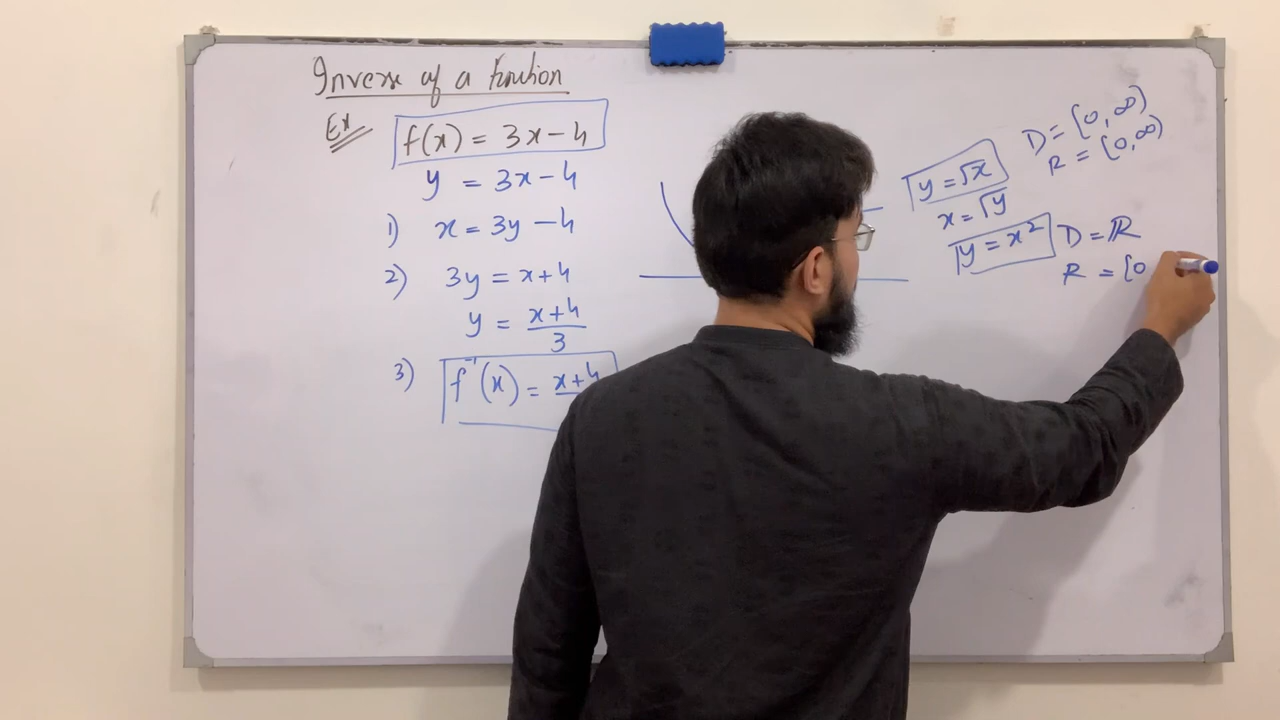 Inverse of a function
Ex
f(x) = 3x-4
y = 3x-4
1) x = 3y-4
2) 3y = x+4
y = x+4/3
3) f⁻¹(x) = x+4
y = √x
x = √y
y = x²
D = [0,∞)
R = [0,∞)
D = ℝ
R = [0